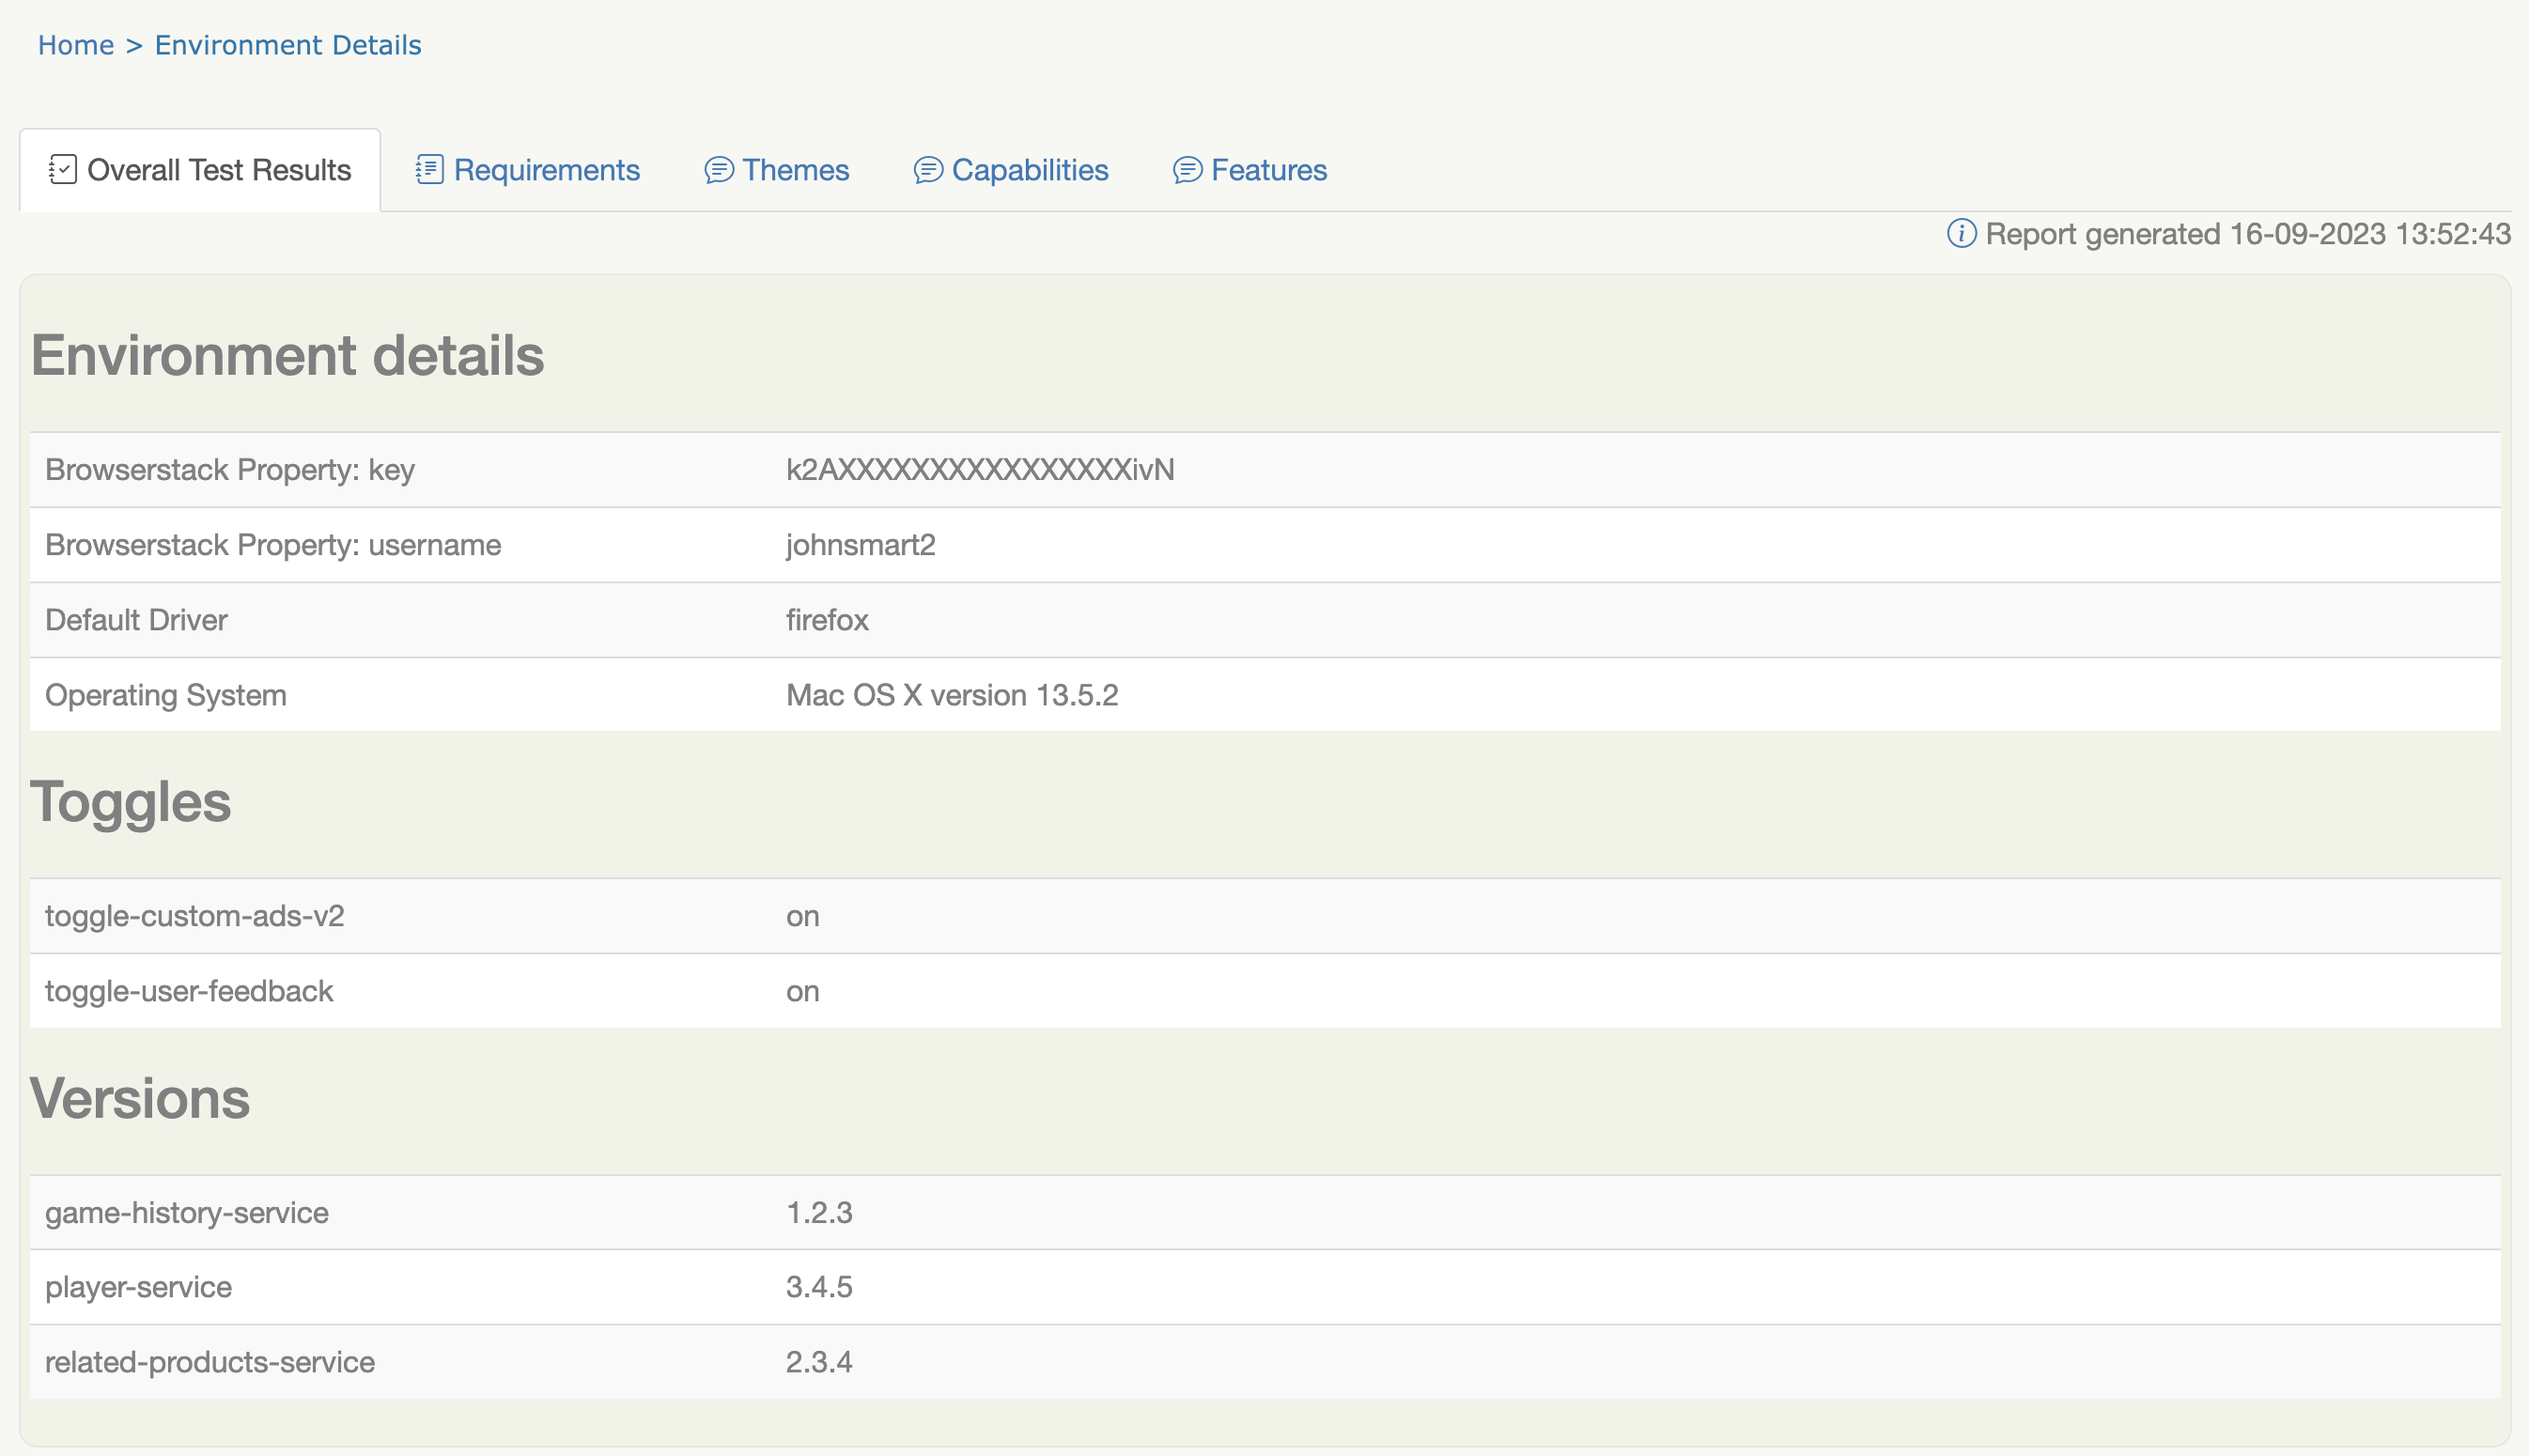 Home > Environment Details
Overall Test Results Requirements Themes Capabilities Features
Report generated 16-09-2023 13:52:43
Environment details
Browserstack Property: key k2AXXXXXXXXXXXXXXXXivN
Browserstack Property: username johnsmart2
Default Driver firefox
Operating System Mac OS X version 13.5.2
Toggles
toggle-custom-ads-v2 on
toggle-user-feedback on
Versions
game-history-service 1.2.3
player-service 3.4.5
related-products-service 2.3.4